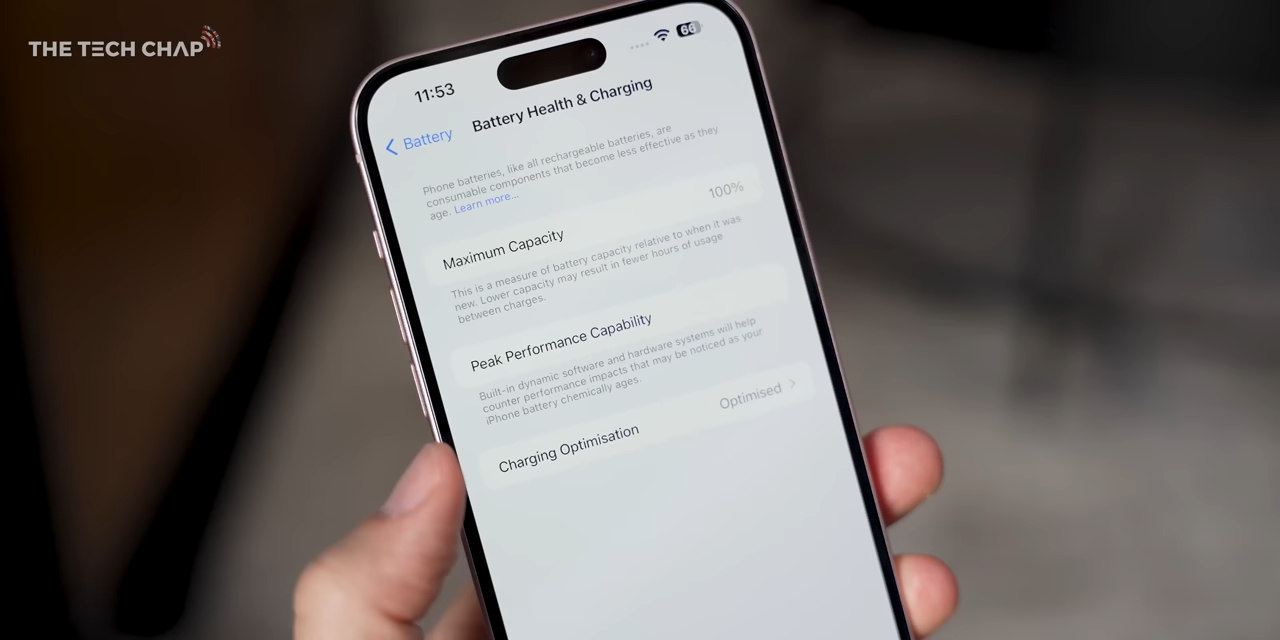 THE TECH CHAP
11:53
66
Battery
Battery Health & Charging
Phone batteries, like all rechargeable batteries, are
consumable components that become less effective as they
age. Learn more...
Maximum Capacity
100%
This is a measure of battery capacity relative to when it was
new. Lower capacity may result in fewer hours of usage
between charges.
Peak Performance Capability
Built-in dynamic software and hardware systems will help
counter performance impacts that may be noticed as your
iPhone battery chemically ages.
Charging Optimisation
Optimised